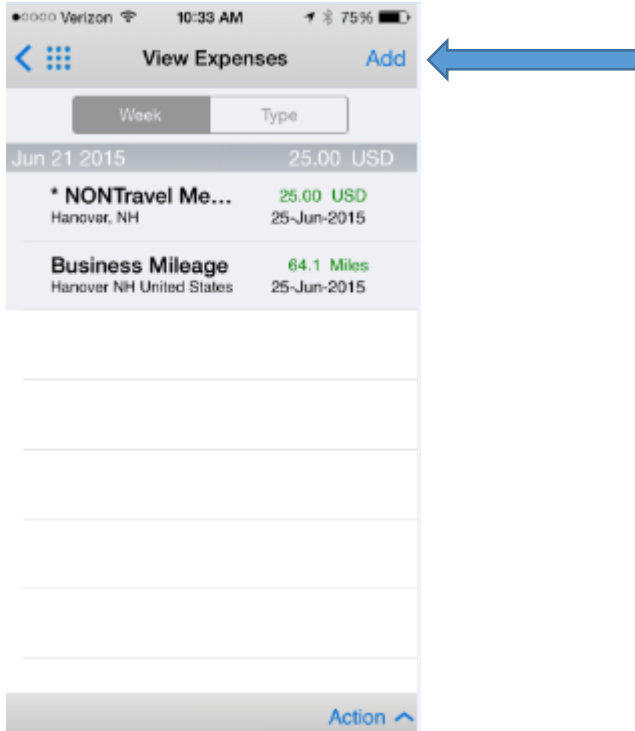 Verizon 10:33 AM 75%
View Expenses Add
Week Type
Jun 21 2015 25.00 USD
* NONTravel Me... 25.00 USD
Hanover, NH 25-Jun-2015
Business Mileage 64.1 Miles
Hanover NH United States 25-Jun-2015
Action